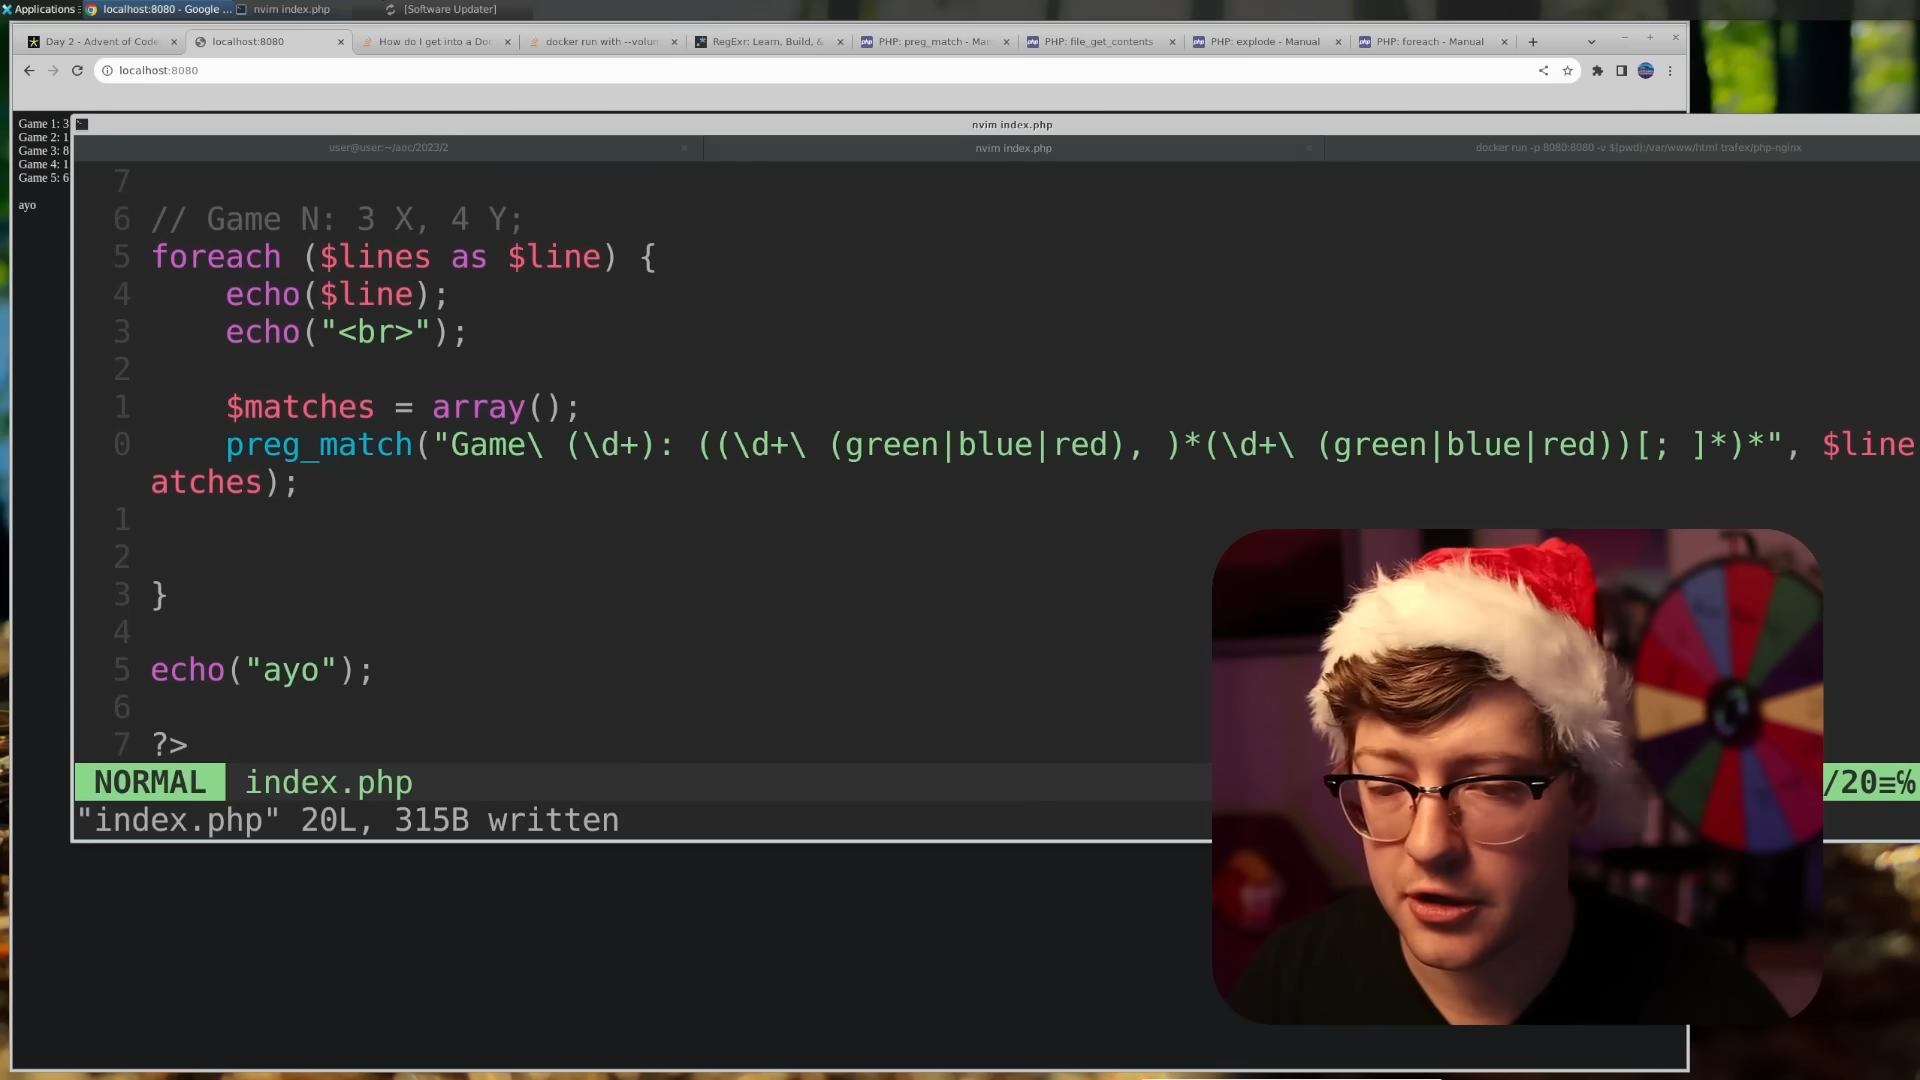 Applications
localhost:8080 - Google ...
nvim index.php
[Software Updater]
Day 2 - Advent of Code
localhost:8080
How do I get into a Doc
docker run with --volun
RegExr: Learn, Build, &
PHP: preg_match - Man
PHP: file_get_contents
PHP: explode - Manual
PHP: foreach - Manual
localhost:8080
Game 1: 3
Game 2: 1
Game 3: 8
Game 4: 1
Game 5: 6
ayo
nvim index.php
user@user:~/aoc/2023/2
nvim index.php
docker run -p 8080:8080 -v $(pwd):/var/www/html trafex/php-nginx
7
6 // Game N: 3 X, 4 Y;
5 foreach ($lines as $line) {
4 echo($line);
3 echo("<br>");
2
1 $matches = array();
0 preg_match("Game\ (\d+): ((\d+\ (green|blue|red), )*(\d+\ (green|blue|red))[; ]*)*", $line
atches);
1
2
3 }
4
5 echo("ayo");
6
7 ?>
NORMAL index.php
/20≡%
"index.php" 20L, 315B written